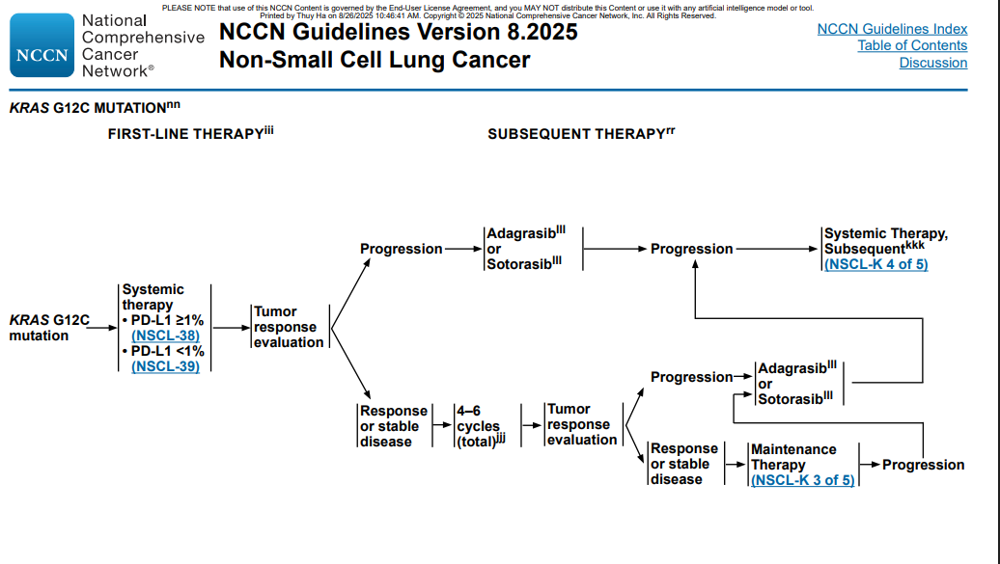 PLEASE NOTE that use of this NCCN Content is governed by the End-User License Agreement, and you MAY NOT distribute this Content or use it with any artificial intelligence model or tool.
Printed by Thuy Ha on 8/26/2025 10:46:41 AM. Copyright © 2025 National Comprehensive Cancer Network, Inc. All Rights Reserved.
NCCN
National
Comprehensive
Cancer
Network®
NCCN Guidelines Version 8.2025
Non-Small Cell Lung Cancer
NCCN Guidelines Index
Table of Contents
Discussion
KRAS G12C MUTATIONnn
FIRST-LINE THERAPYiii
SUBSEQUENT THERAPYrr
KRAS G12C
mutation
Systemic
therapy
• PD-L1 ≥1%
(NSCL-38)
• PD-L1 <1%
(NSCL-39)
Tumor
response
evaluation
Progression
Adagrasiblll
or
Sotorasiblll
Progression
Systemic Therapy,
Subsequentkkk
(NSCL-K 4 of 5)
Response
or stable
disease
4–6
cycles
(total)jjj
Tumor
response
evaluation
Progression
Adagrasiblll
or
Sotorasiblll
Response
or stable
disease
Maintenance
Therapy
(NSCL-K 3 of 5)
Progression